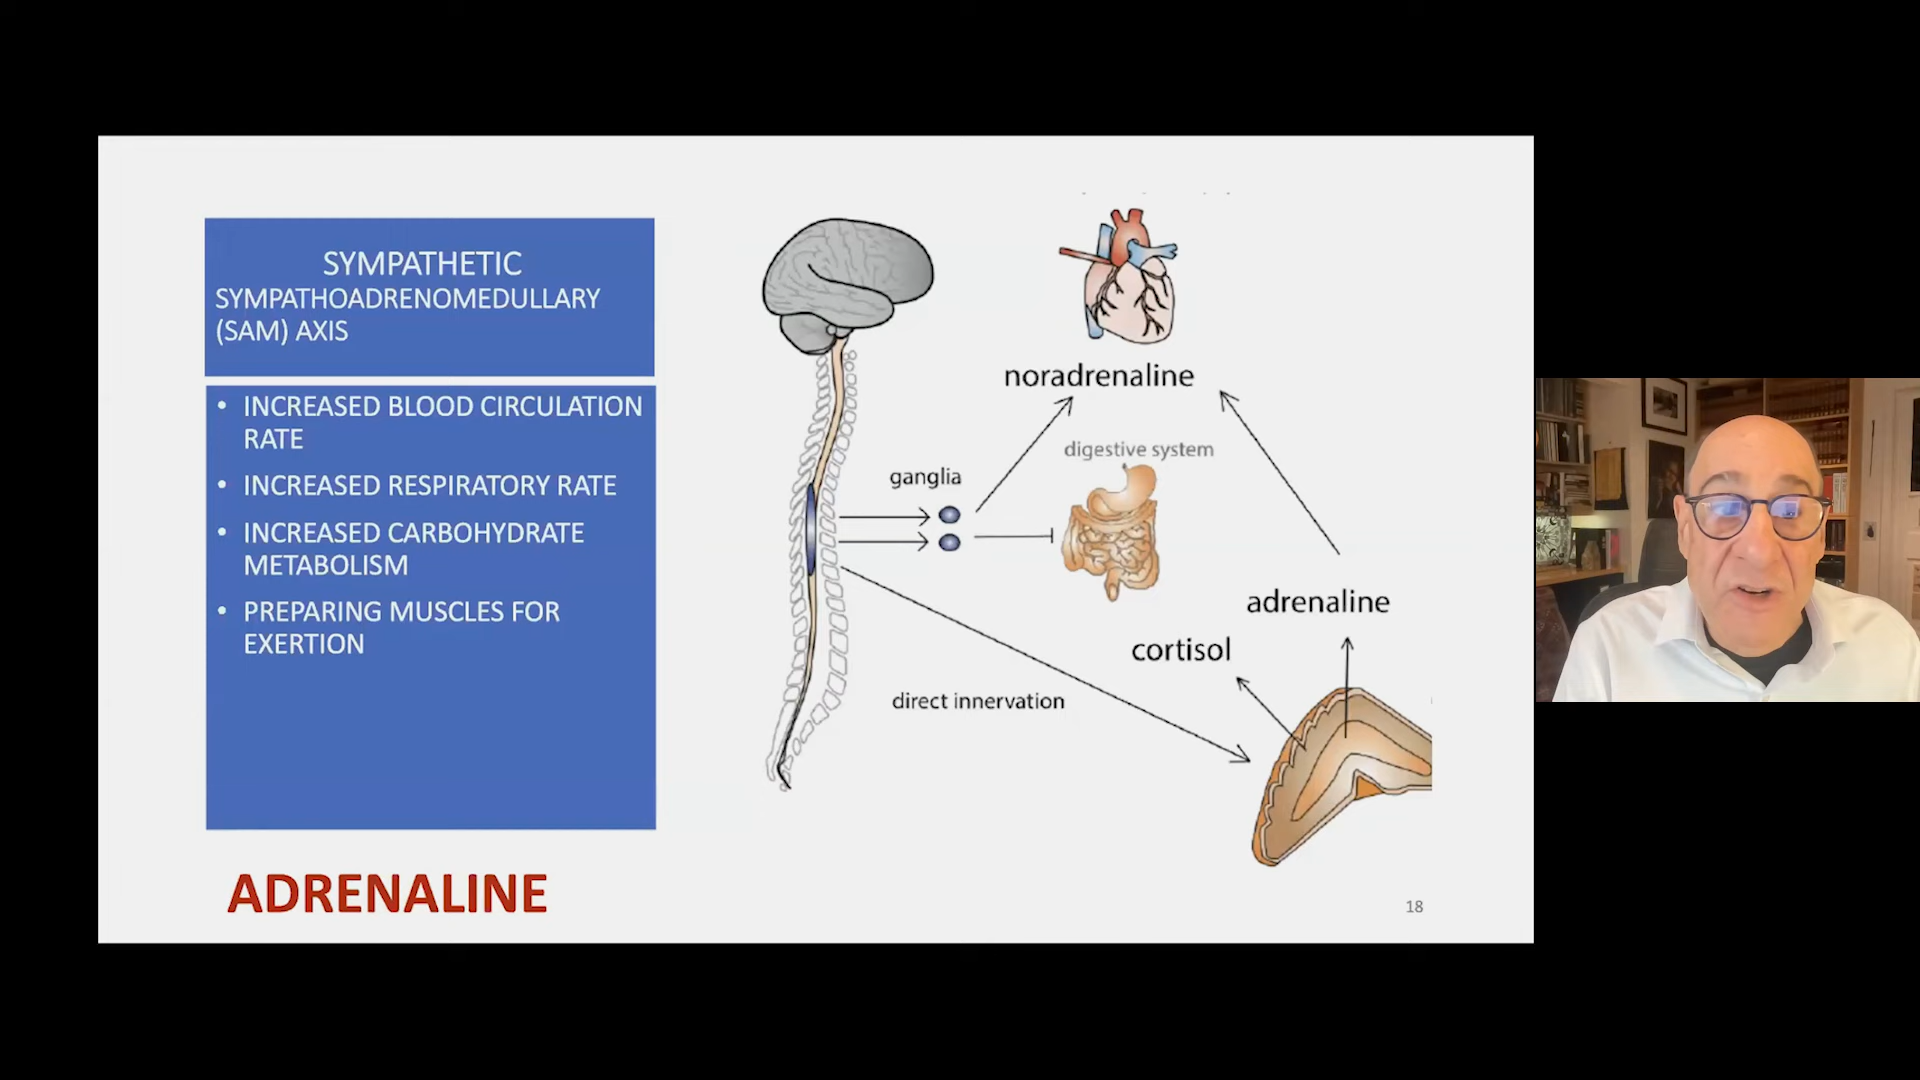 SYMPATHETIC
SYMPATHOADRENOMEDULLARY
(SAM) AXIS
• INCREASED BLOOD CIRCULATION
RATE
• INCREASED RESPIRATORY RATE
• INCREASED CARBOHYDRATE
METABOLISM
• PREPARING MUSCLES FOR
EXERTION
ADRENALINE
noradrenaline
digestive system
ganglia
adrenaline
cortisol
direct innervation
18